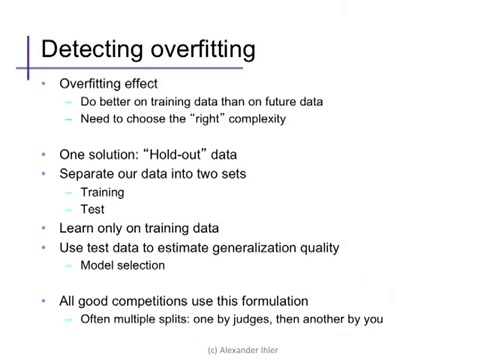 Detecting overfitting
• Overfitting effect
– Do better on training data than on future data
– Need to choose the “right” complexity
• One solution: “Hold-out” data
• Separate our data into two sets
– Training
– Test
• Learn only on training data
• Use test data to estimate generalization quality
– Model selection
• All good competitions use this formulation
– Often multiple splits: one by judges, then another by you
(c) Alexander Ihler